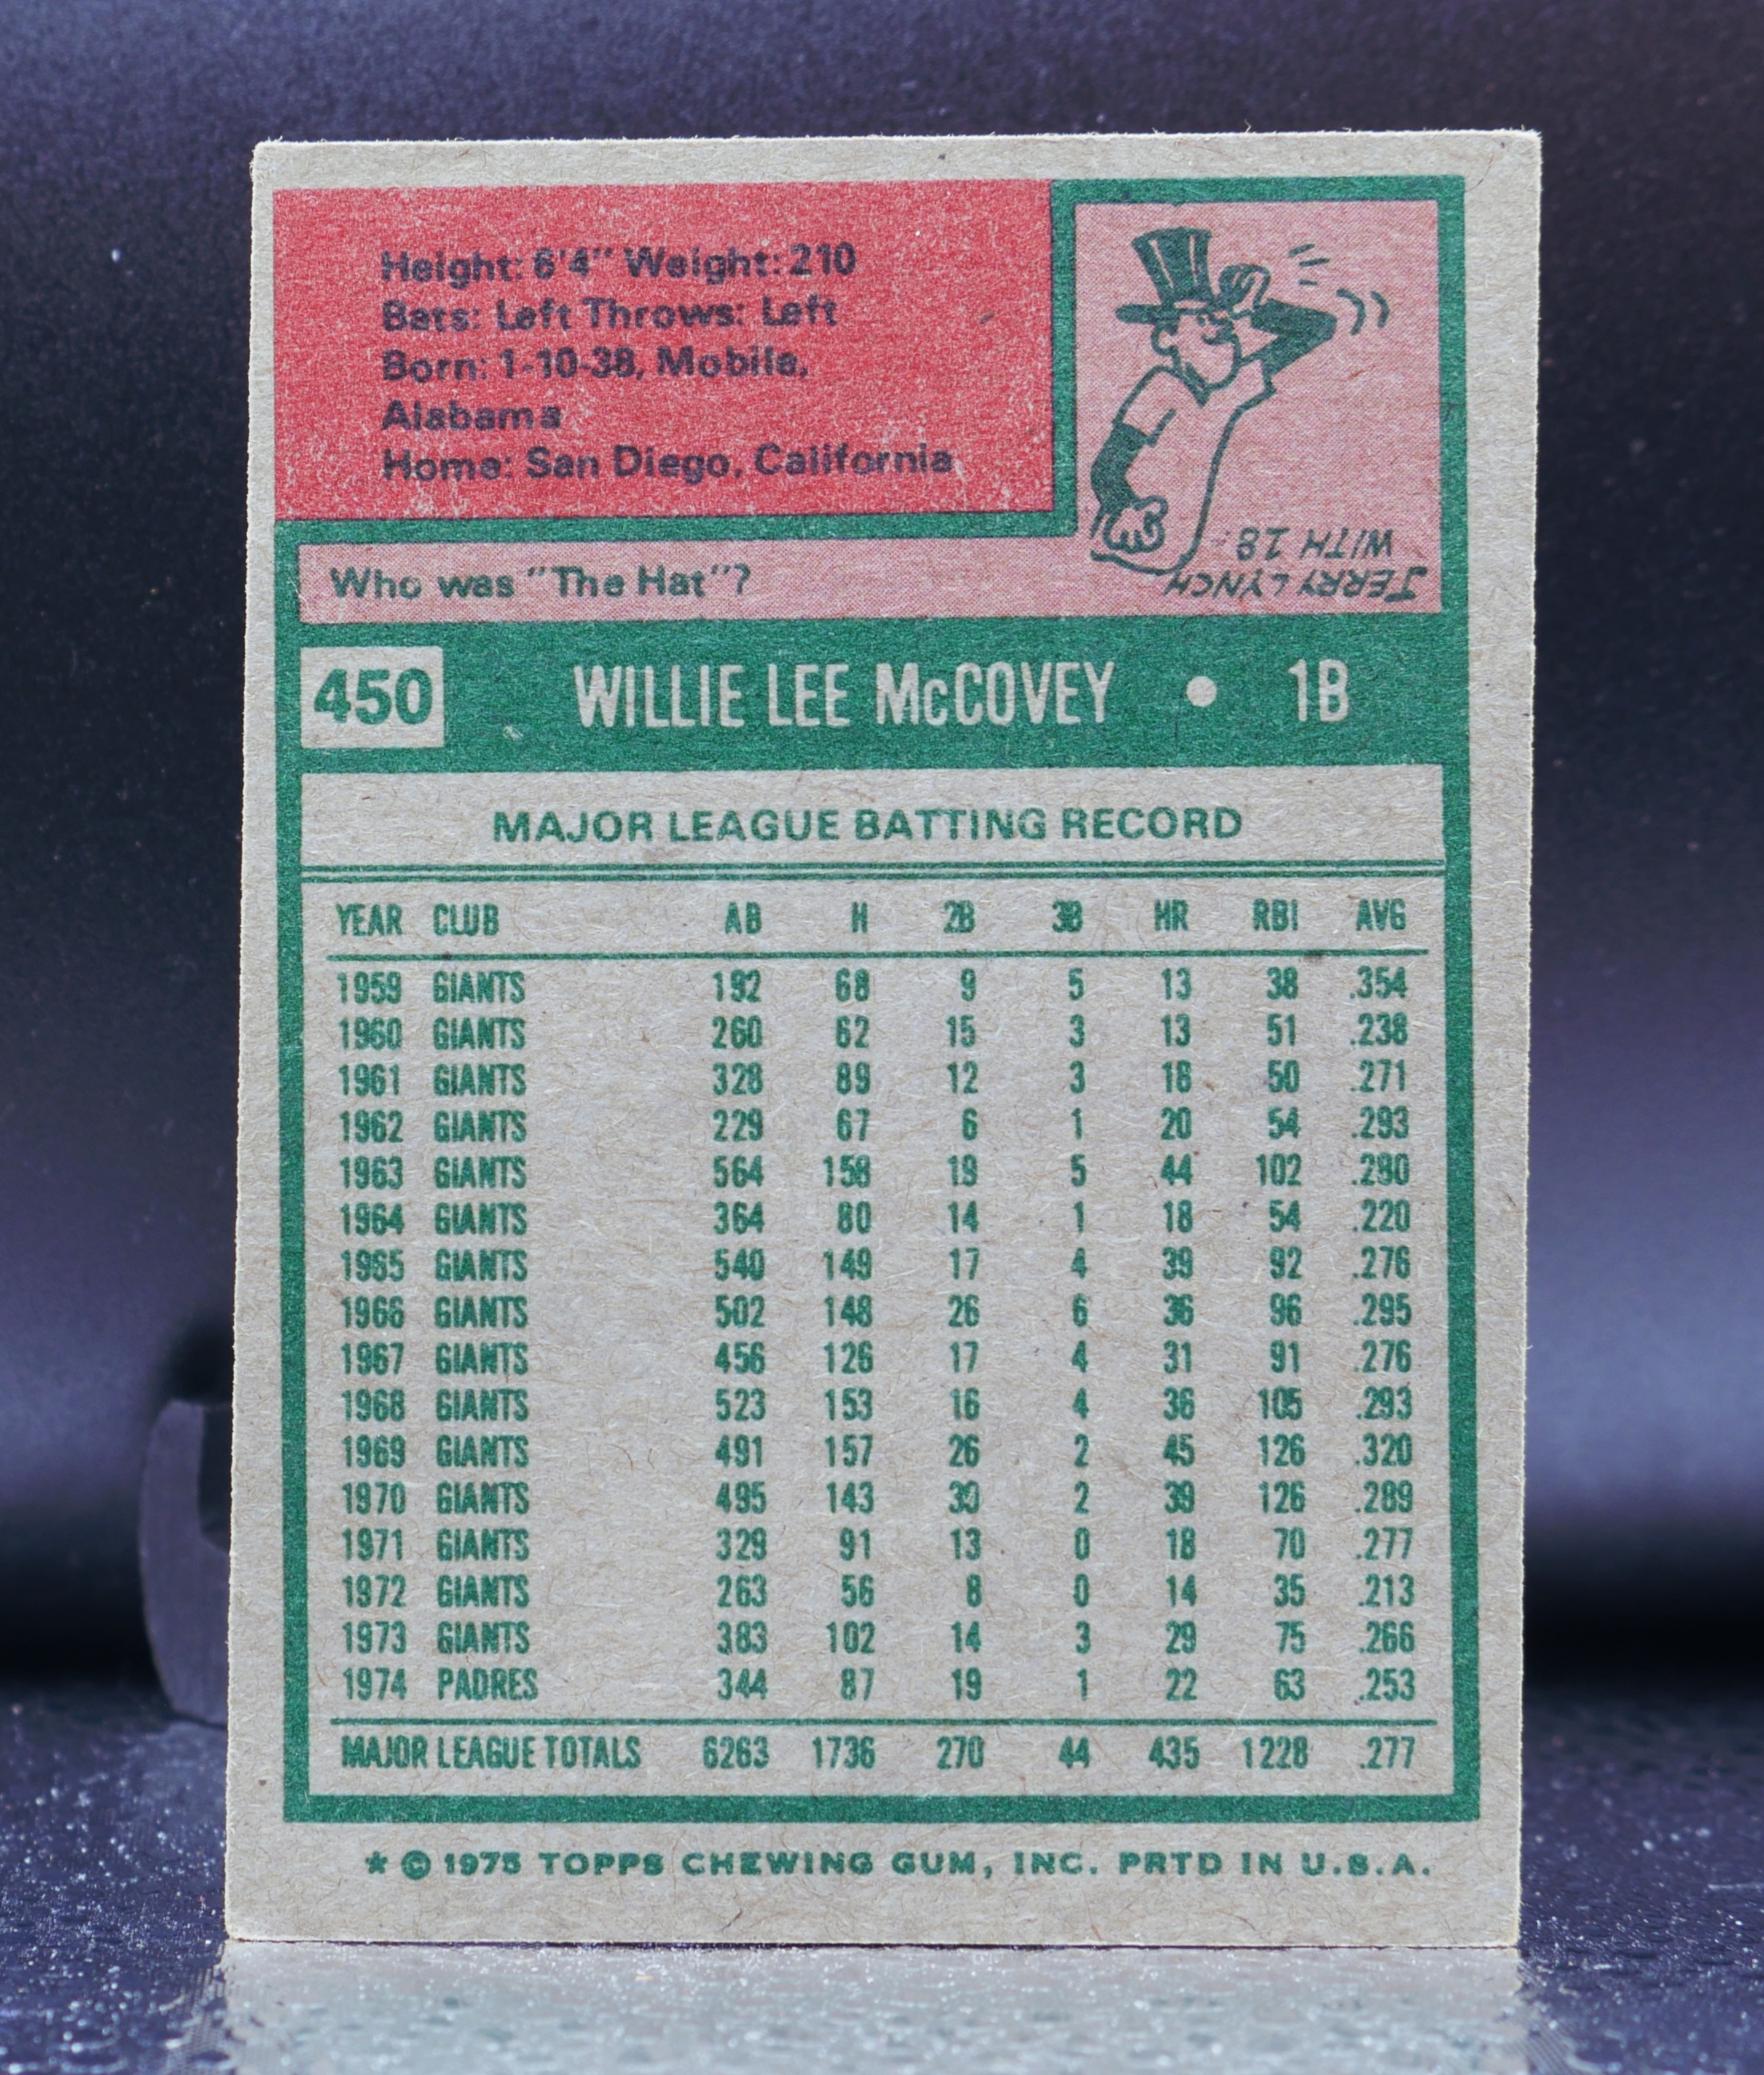 Height: 6'4" Weight: 210
Bats: Left Throws: Left
Born: 1-10-38, Mobile,
Alabama
Home: San Diego, California
JERRY LYNCH
WITH 18.
Who was "The Hat"?
450 WILLIE LEE McCOVEY • 1B
MAJOR LEAGUE BATTING RECORD
YEAR CLUB AB H 2B 3B HR RBI AVG
1959 GIANTS 192 68 9 5 13 38 .354
1960 GIANTS 260 62 15 3 13 51 .238
1961 GIANTS 328 89 12 3 18 50 .271
1962 GIANTS 229 67 6 1 20 54 .293
1963 GIANTS 564 158 19 5 44 102 .280
1964 GIANTS 364 80 14 1 18 54 .220
1965 GIANTS 540 149 17 4 39 92 .276
1966 GIANTS 502 148 26 6 36 96 .295
1967 GIANTS 456 126 17 4 31 91 .276
1968 GIANTS 523 153 16 4 36 105 .293
1969 GIANTS 491 157 26 2 45 126 .320
1970 GIANTS 495 143 30 2 39 126 .289
1971 GIANTS 329 91 13 0 18 70 .277
1972 GIANTS 263 56 8 0 14 35 .213
1973 GIANTS 383 102 14 3 29 75 .266
1974 PADRES 344 87 19 1 22 63 .253
MAJOR LEAGUE TOTALS 6263 1736 270 44 435 1228 .277
* © 1975 TOPPS CHEWING GUM, INC. PRTD IN U.S.A.